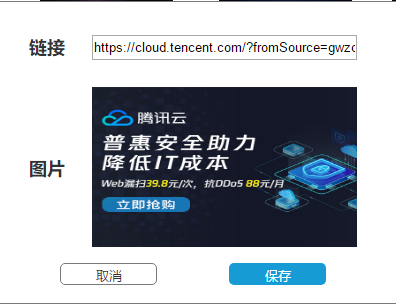 链接
https://cloud.tencent.com/?fromSource=gwzc
图片
腾讯云
普惠安全助力
降低IT成本
Web漏扫39.8元/次，抗DDoS 88元/月
立即抢购
取消
保存